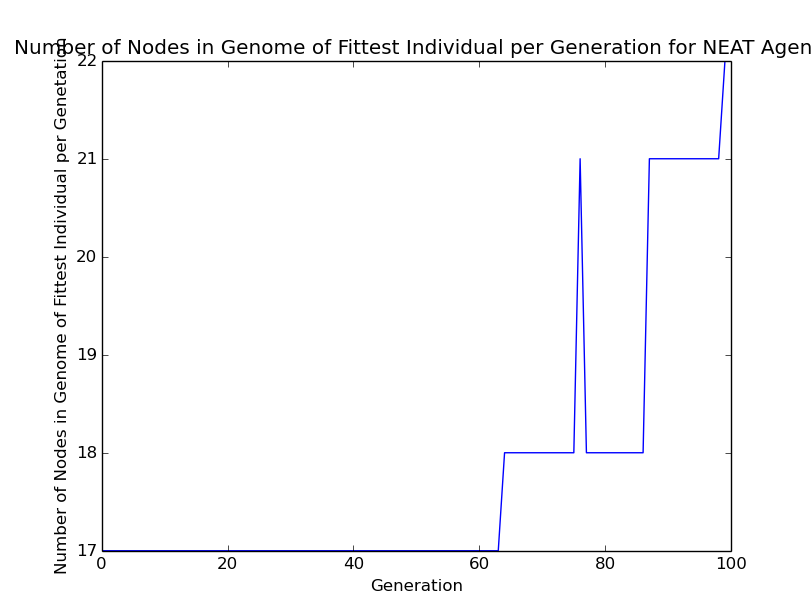 Number of Nodes in Genome of Fittest Individual per Generation for NEAT Agen
Number of Nodes in Genome of Fittest Individual per Genetation
22
21
20
19
18
17
0 20 40 60 80 100
Generation